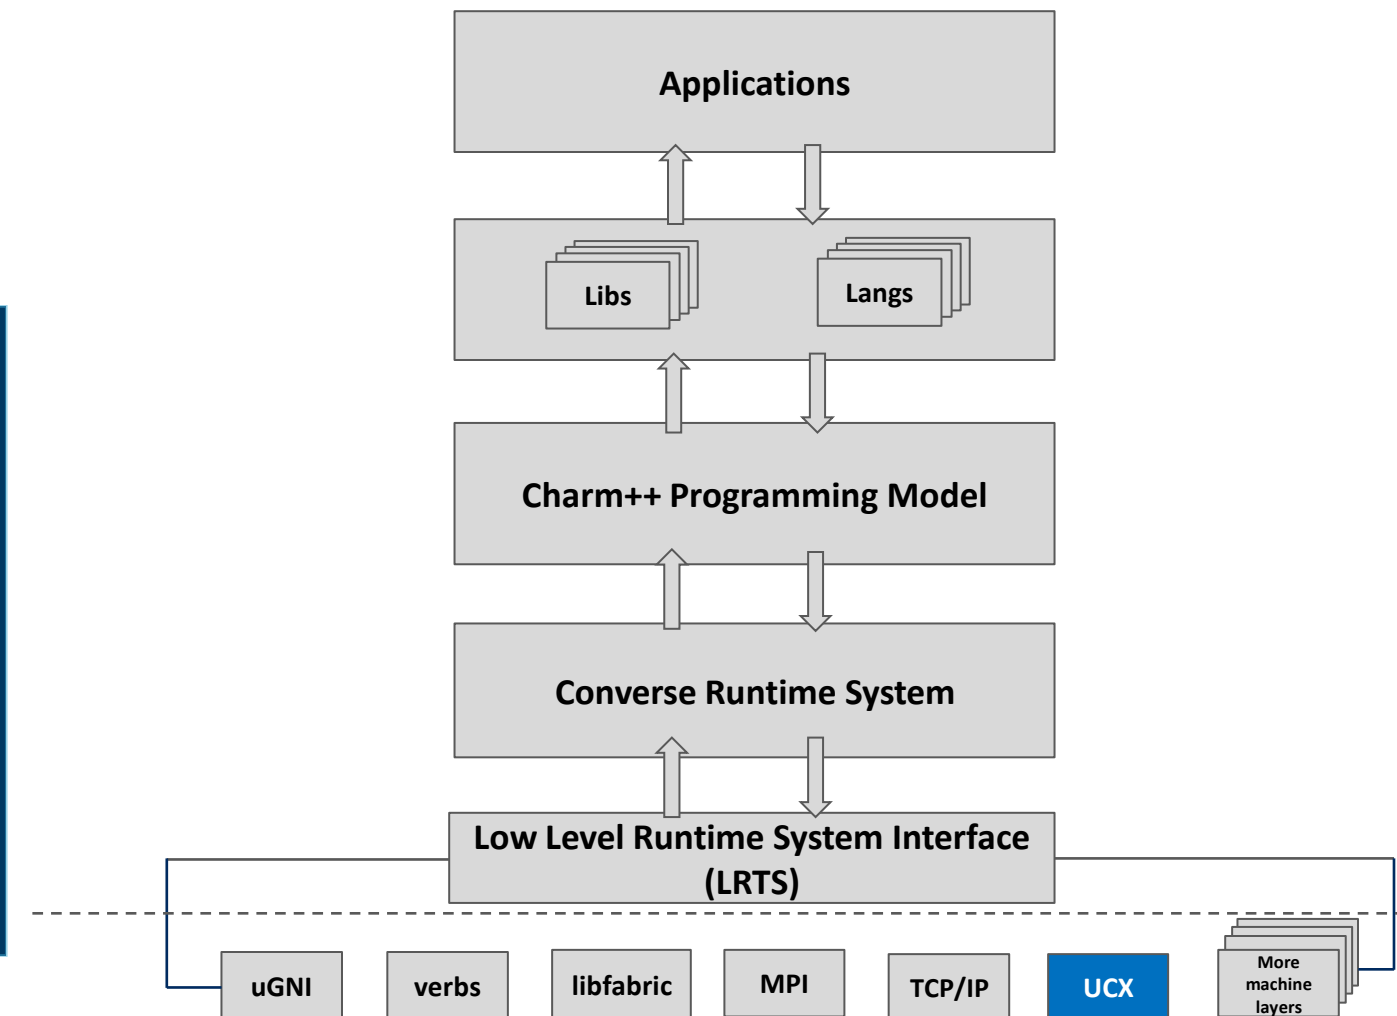 Applications
Libs
Langs
Charm++ Programming Model
Converse Runtime System
Low Level Runtime System Interface
(LRTS)
uGNI
verbs
libfabric
MPI
TCP/IP
UCX
More
machine
layers